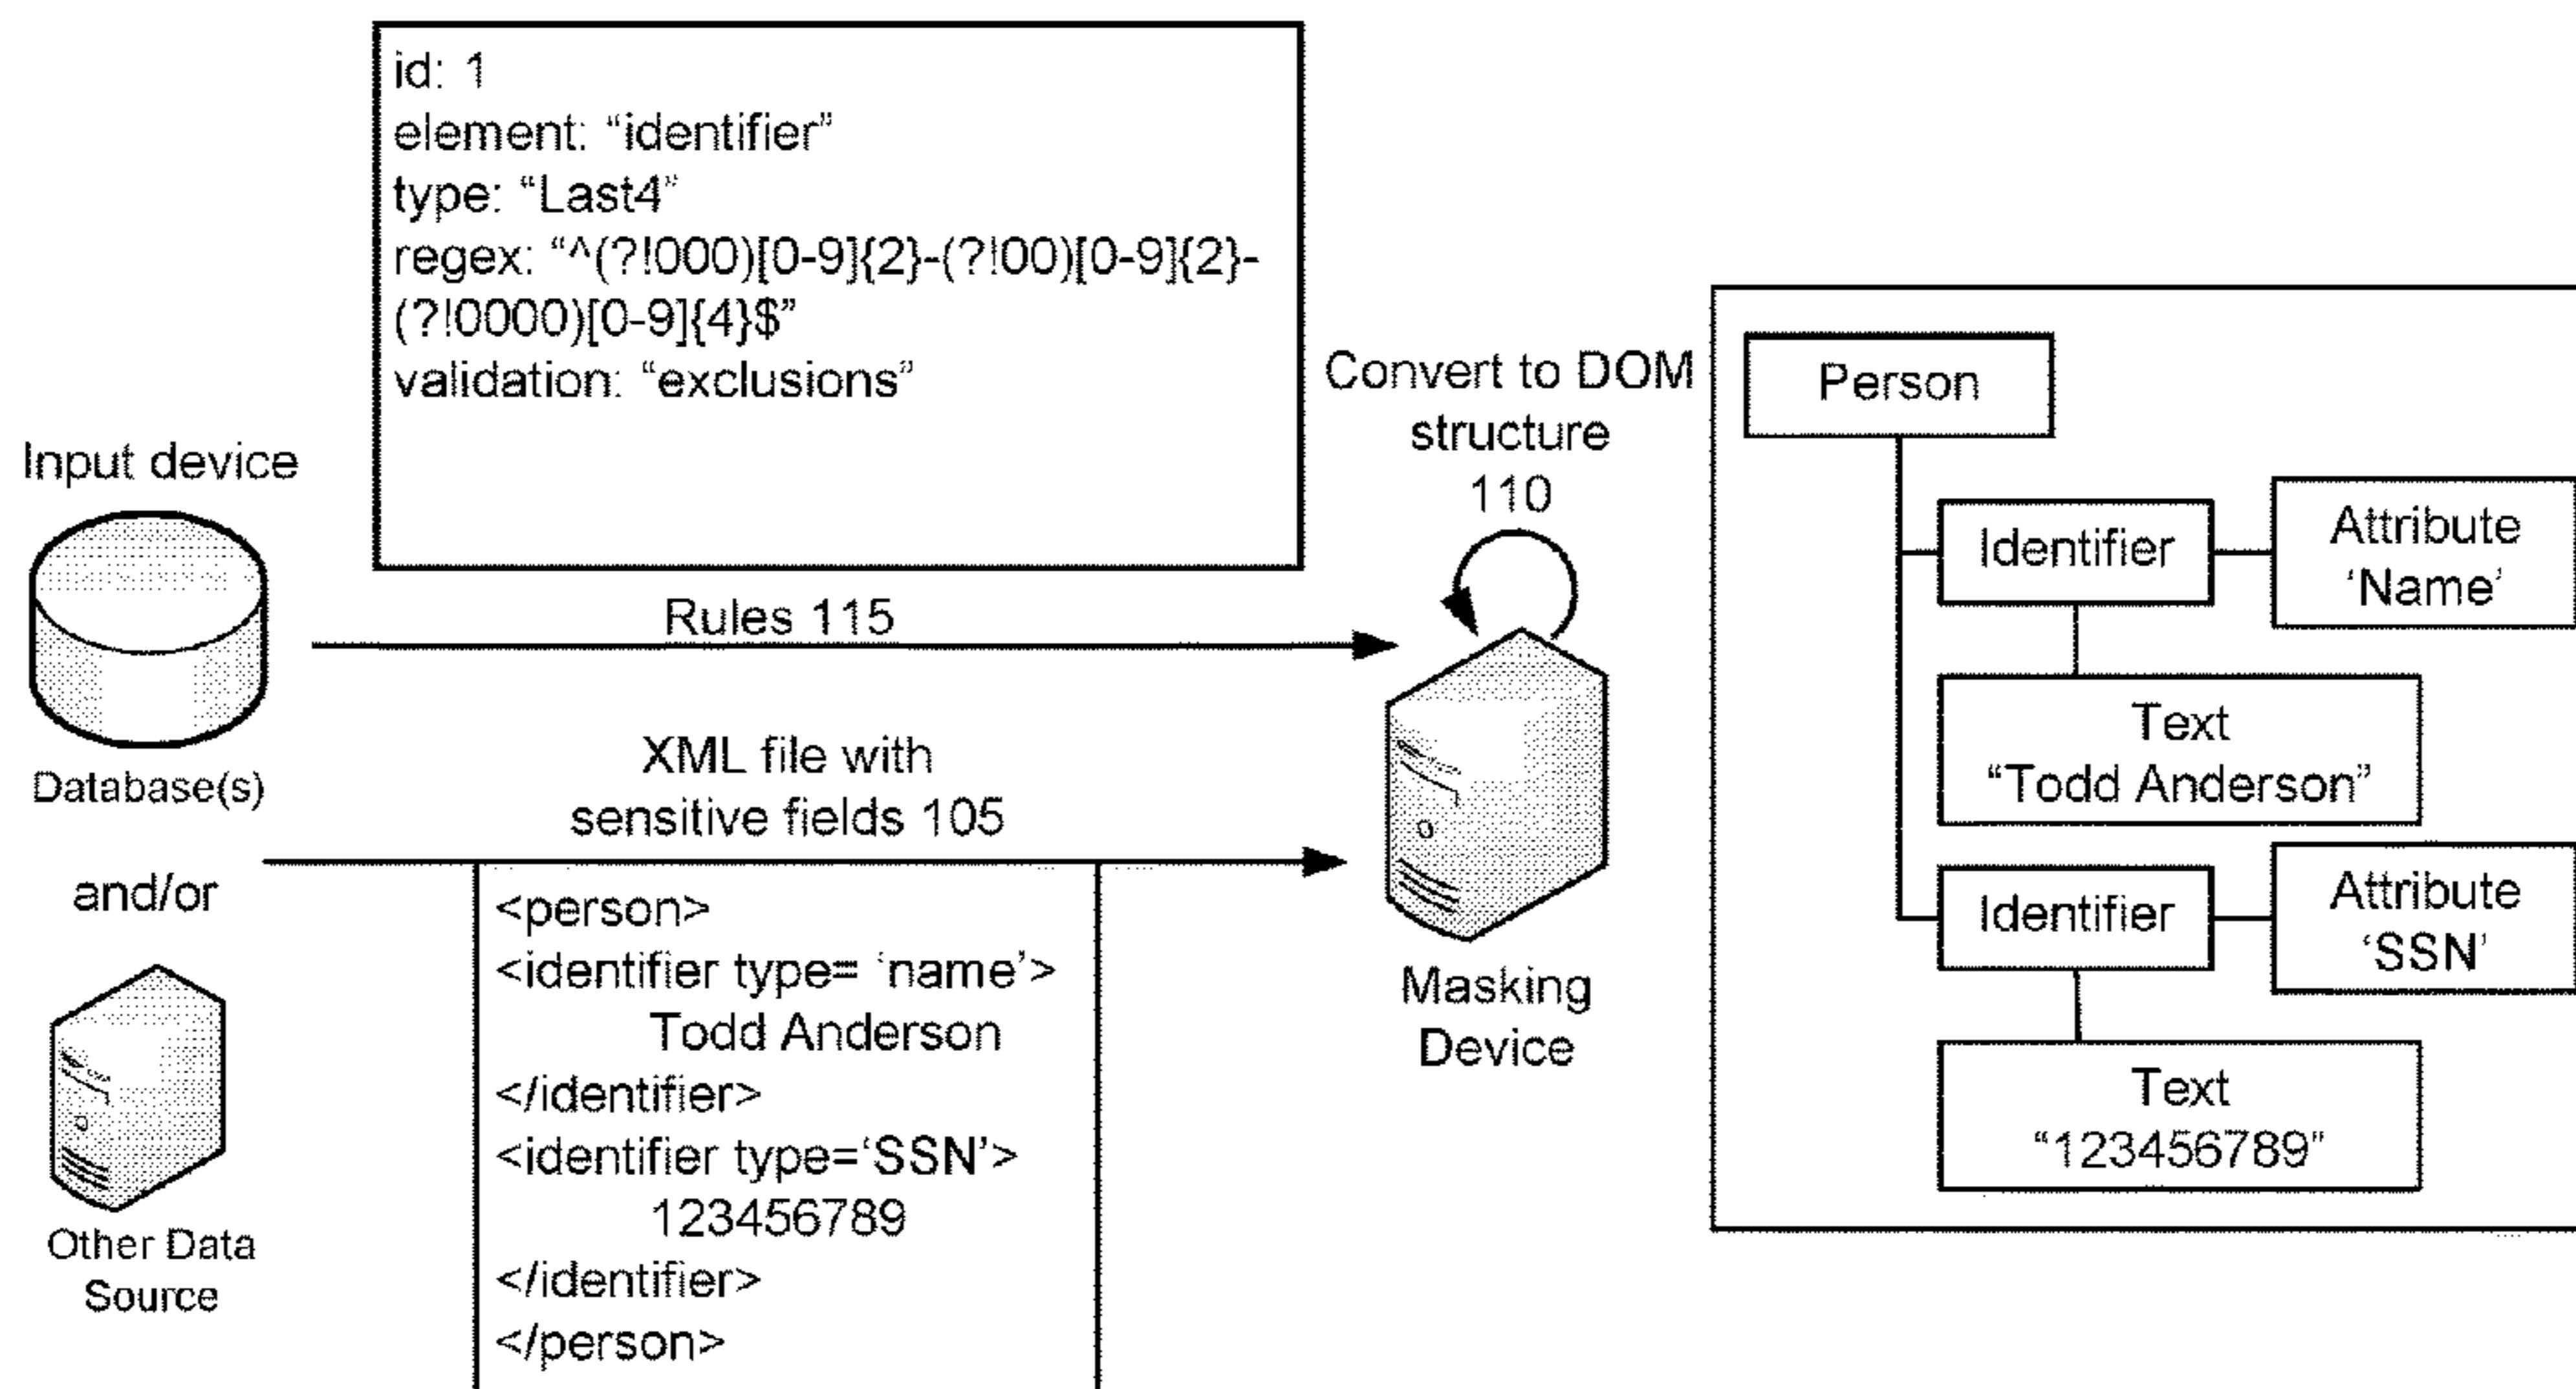 id: 1
element: “identifier”
type: “Last4”
regex: “^(?!000)[0-9]{2}-(?!00)[0-9]{2}-
(?!0000)[0-9]{4}$”
validation: “exclusions”
Input device
Database(s)
and/or
Other Data
Source
Rules 115
XML file with
sensitive fields 105
<person>
<identifier type= ‘name’>
Todd Anderson
</identifier>
<identifier type=‘SSN’>
123456789
</identifier>
</person>
Convert to DOM
structure
110
Masking
Device
Person
Identifier
Attribute
‘Name’
Text
“Todd Anderson”
Identifier
Attribute
‘SSN’
Text
“123456789”